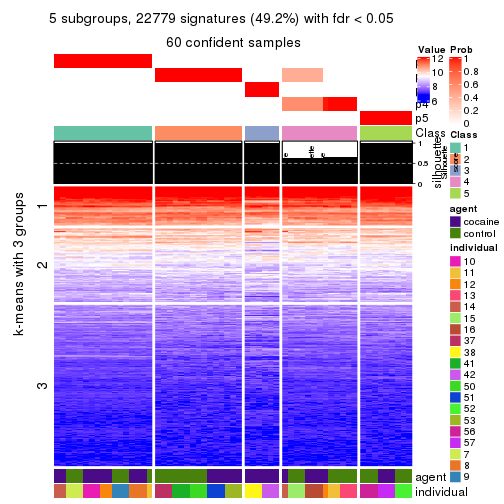 5 subgroups, 22779 signatures (49.2%) with fdr < 0.05
60 confident samples
p4
p5
Class
1
0.5
0
silhouette
k-means with 3 groups
1
2
3
agent
individual
Value
12
10
8
6
Prob
1
0.8
0.6
0.4
0.2
0
Class
1
2
3
4
5
agent
cocaine
control
individual
10
11
12
13
14
15
16
37
38
41
42
50
51
52
53
56
57
7
8
9